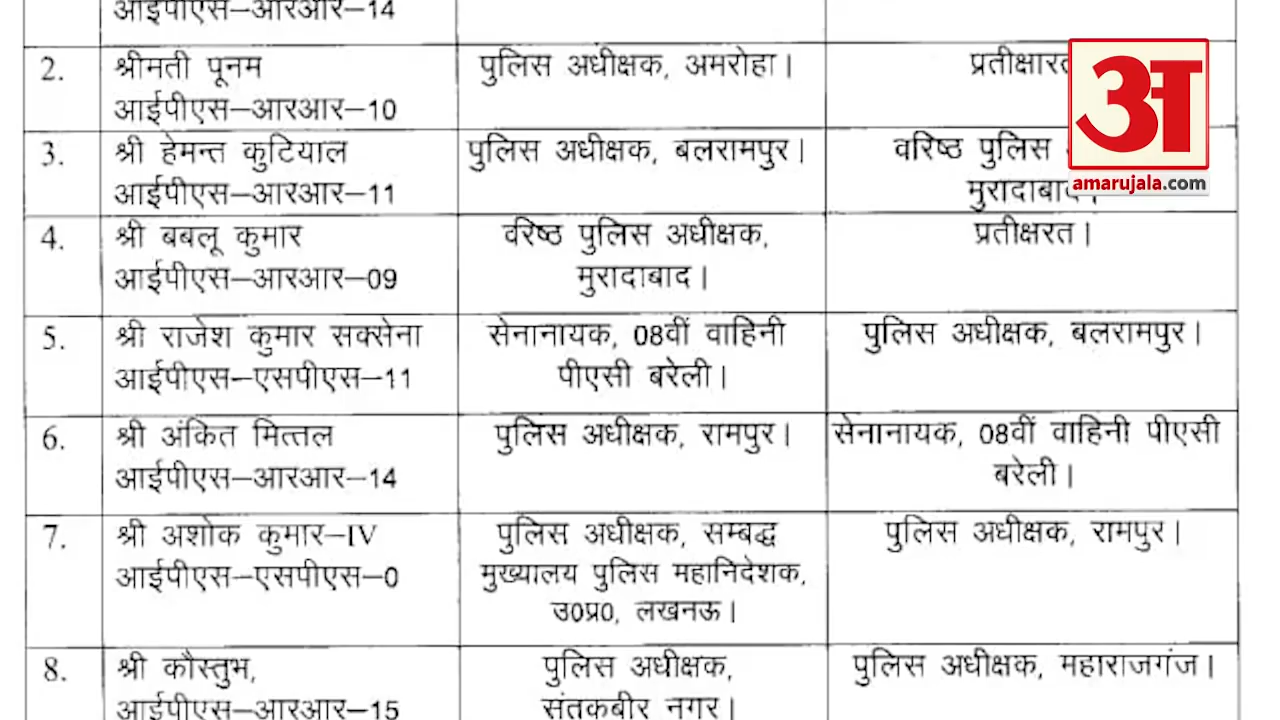 आईपीएस–आरआर–14
2. श्रीमती पूनम पुलिस अधीक्षक, अमरोहा। प्रतीक्षारत
आईपीएस–आरआर–10
3. श्री हेमन्त कुटियाल पुलिस अधीक्षक, बलरामपुर। वरिष्ठ पुलिस
आईपीएस–आरआर–11 मुरादाबाद।
4. श्री बबलू कुमार वरिष्ठ पुलिस अधीक्षक, प्रतीक्षरत।
आईपीएस–आरआर–09 मुरादाबाद।
5. श्री राजेश कुमार सक्सेना सेनानायक, 08वीं वाहिनी पुलिस अधीक्षक, बलरामपुर।
आईपीएस–एसपीएस–11 पीएसी बरेली।
6. श्री अंकित मित्तल पुलिस अधीक्षक, रामपुर। सेनानायक, 08वीं वाहिनी पीएसी
आईपीएस–आरआर–14 बरेली।
7. श्री अशोक कुमार–IV पुलिस अधीक्षक, सम्बद्ध पुलिस अधीक्षक, रामपुर।
आईपीएस–एसपीएस–0 मुख्यालय पुलिस महानिदेशक,
उ0प्र0, लखनऊ।
8. श्री कौस्तुभ, पुलिस अधीक्षक, पुलिस अधीक्षक, महाराजगंज।
आईपीएस–आरआर–15 संतकबीर नगर।
अ
amarujala.com